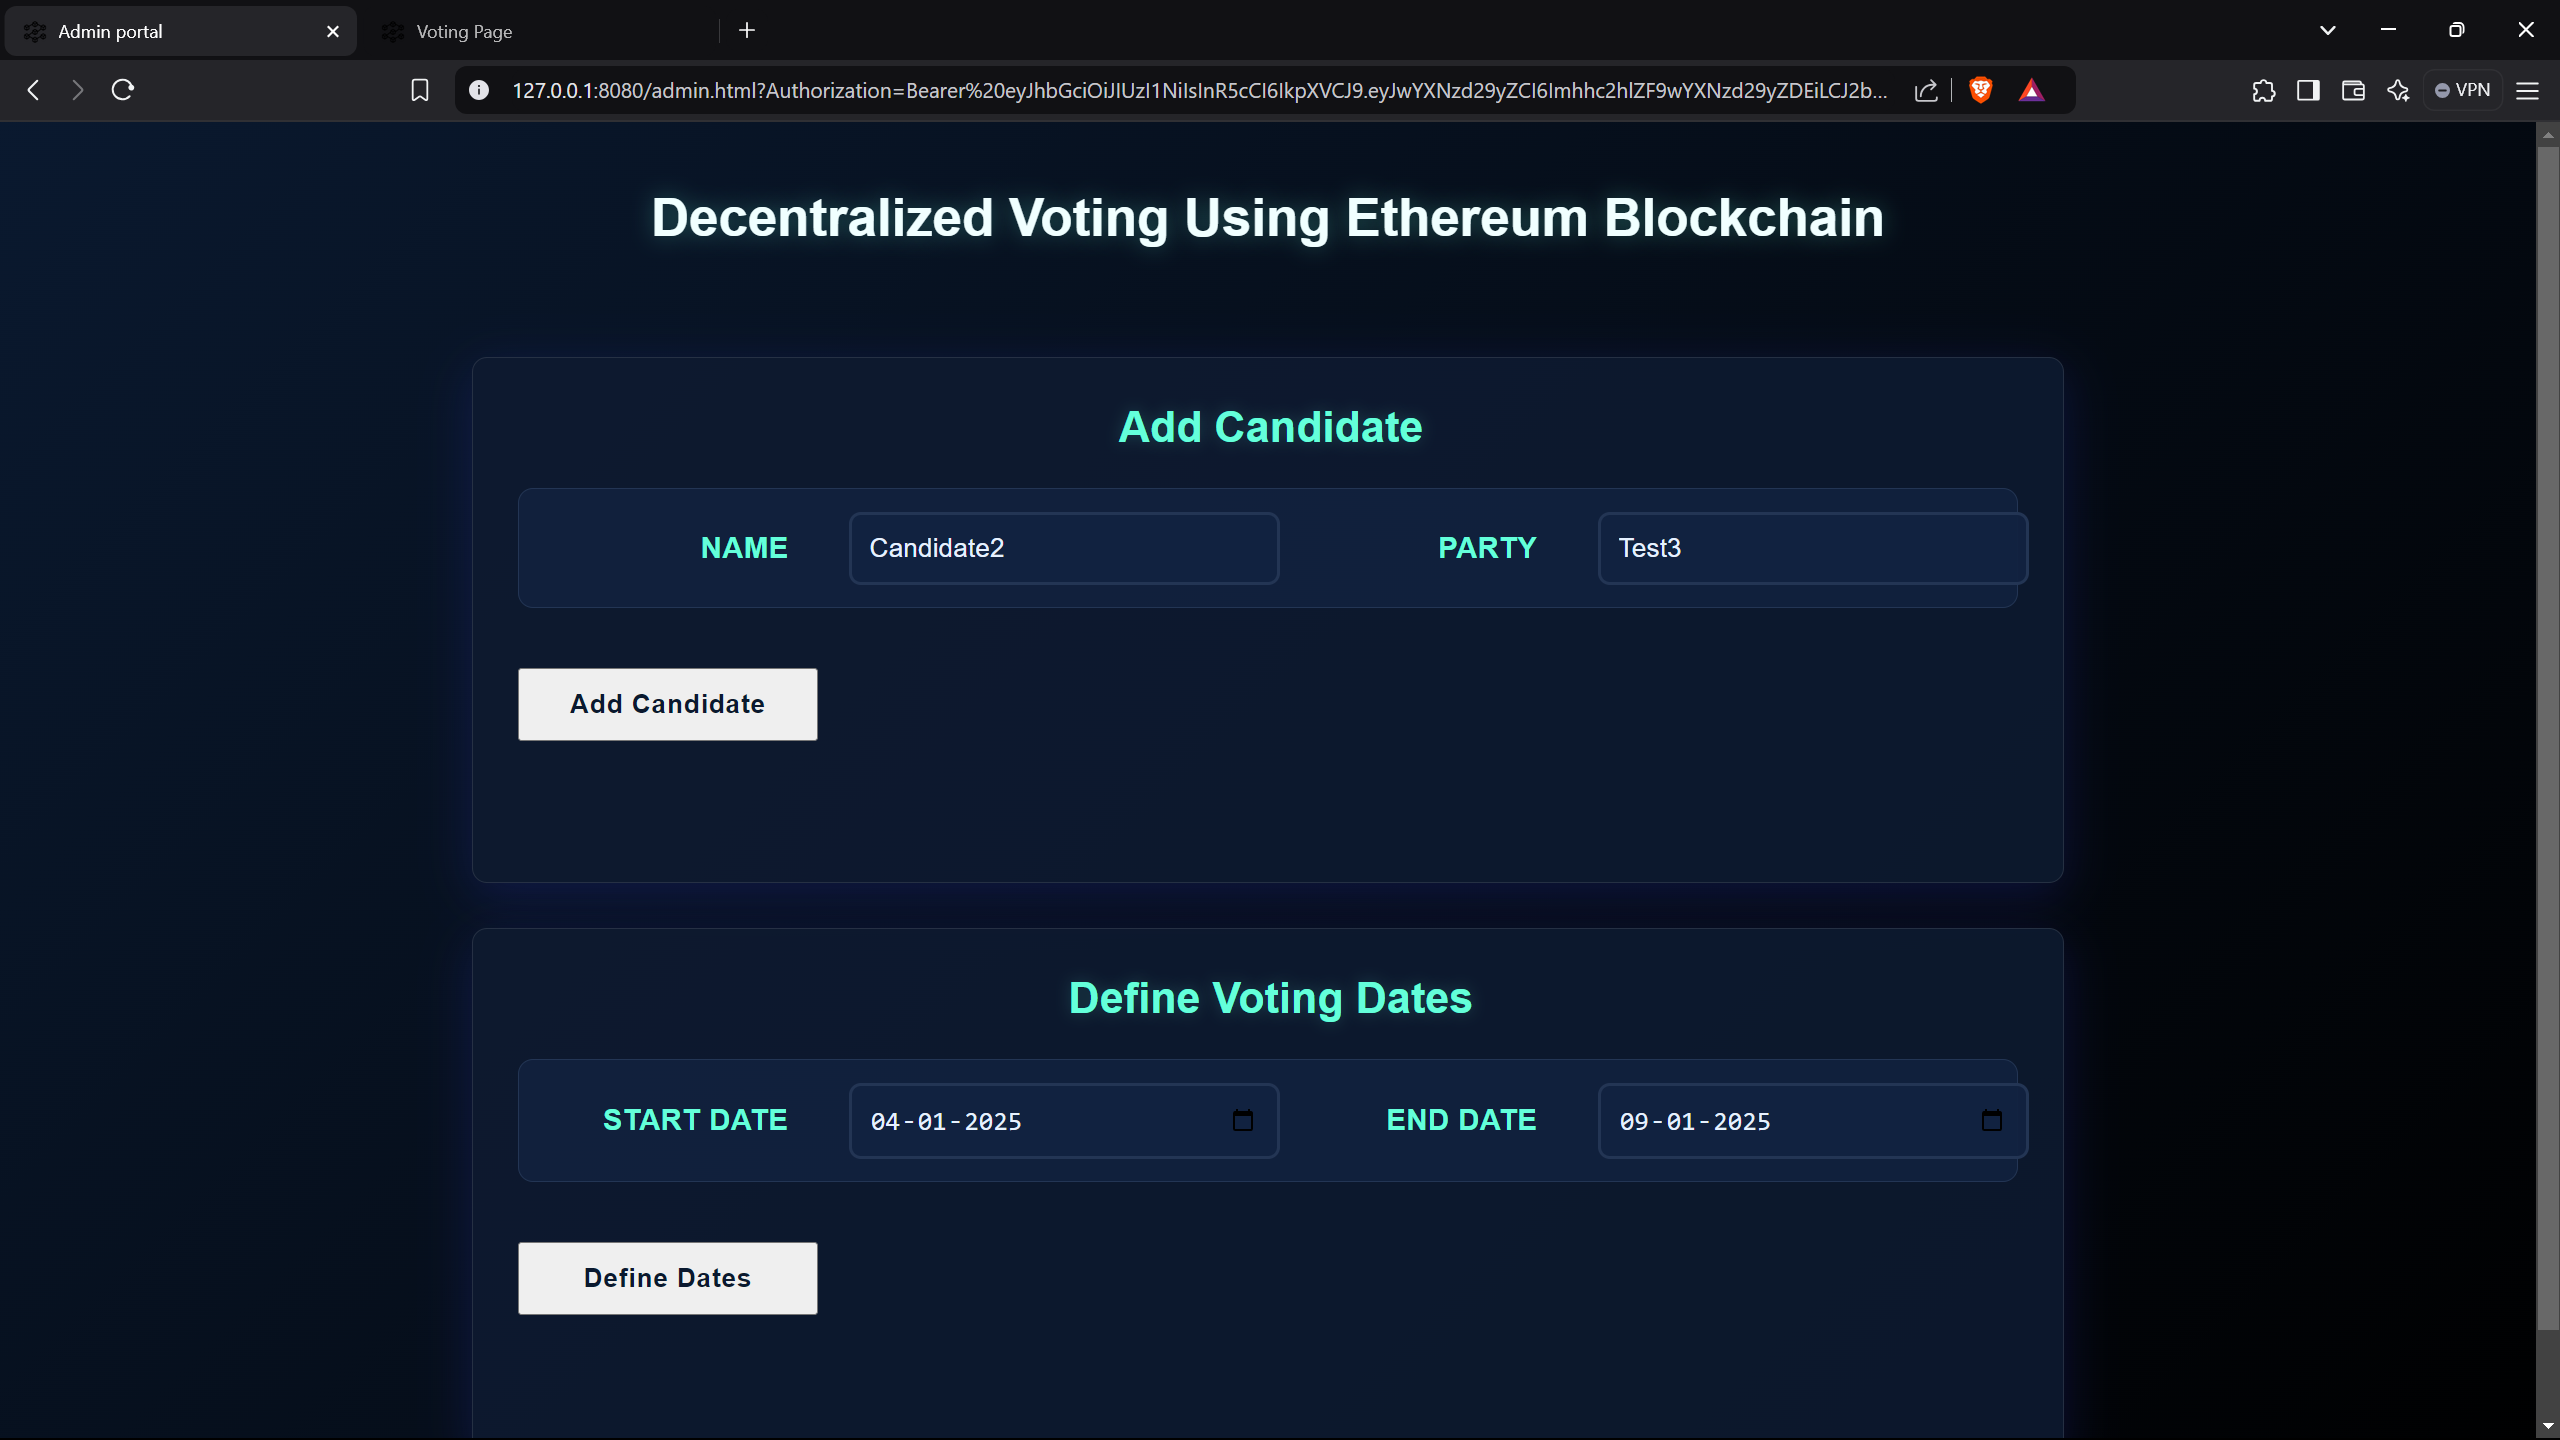 Admin portal
Voting Page
127.0.0.1:8080/admin.html?Authorization=Bearer%20eyJhbGciOiJIUzI1NiIsInR5cCI6IkpXVCJ9.eyJwYXNzd29yZCI6Imhhc2hlZF9wYXNzd29yZDEiLCJ2b...
VPN
Decentralized Voting Using Ethereum Blockchain
Add Candidate
NAME Candidate2 PARTY Test3
Add Candidate
Define Voting Dates
START DATE 04-01-2025 END DATE 09-01-2025
Define Dates